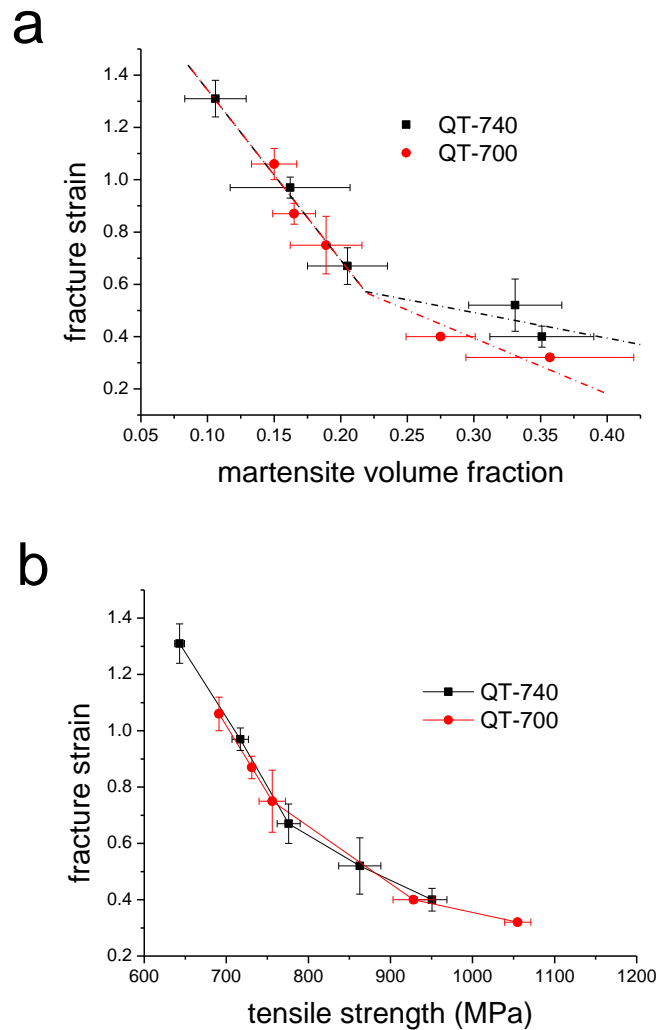 a
1.4
1.2
1.0
0.8
0.6
0.4
0.2
fracture strain
QT-740
QT-700
0.05 0.10 0.15 0.20 0.25 0.30 0.35 0.40
martensite volume fraction
b
1.4
1.2
1.0
0.8
0.6
0.4
0.2
fracture strain
QT-740
QT-700
600 700 800 900 1000 1100 1200
tensile strength (MPa)